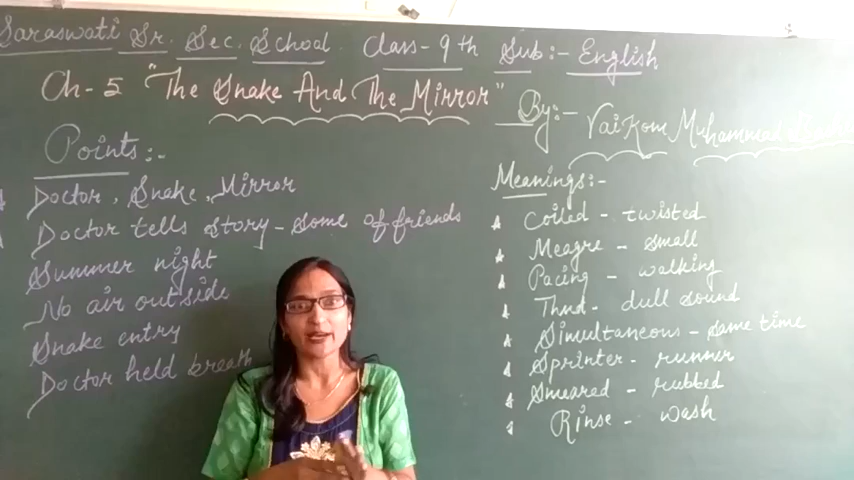 Saraswati Sr. Sec. School Class-9th Sub:- English
Ch-5 "The Snake And The Mirror"
By:- Vaikom Muhammad
Points:-
Doctor, Snake, Mirror
Doctor tells story - some of friends
Summer night
No air outside
Snake entry
Doctor held breath
Meanings:-
Coiled - twisted
Meagre - small
Pacing - walking
Thud - dull sound
Simultaneous - same time
Sprinter - runner
Smeared - rubbed
Rinse - wash